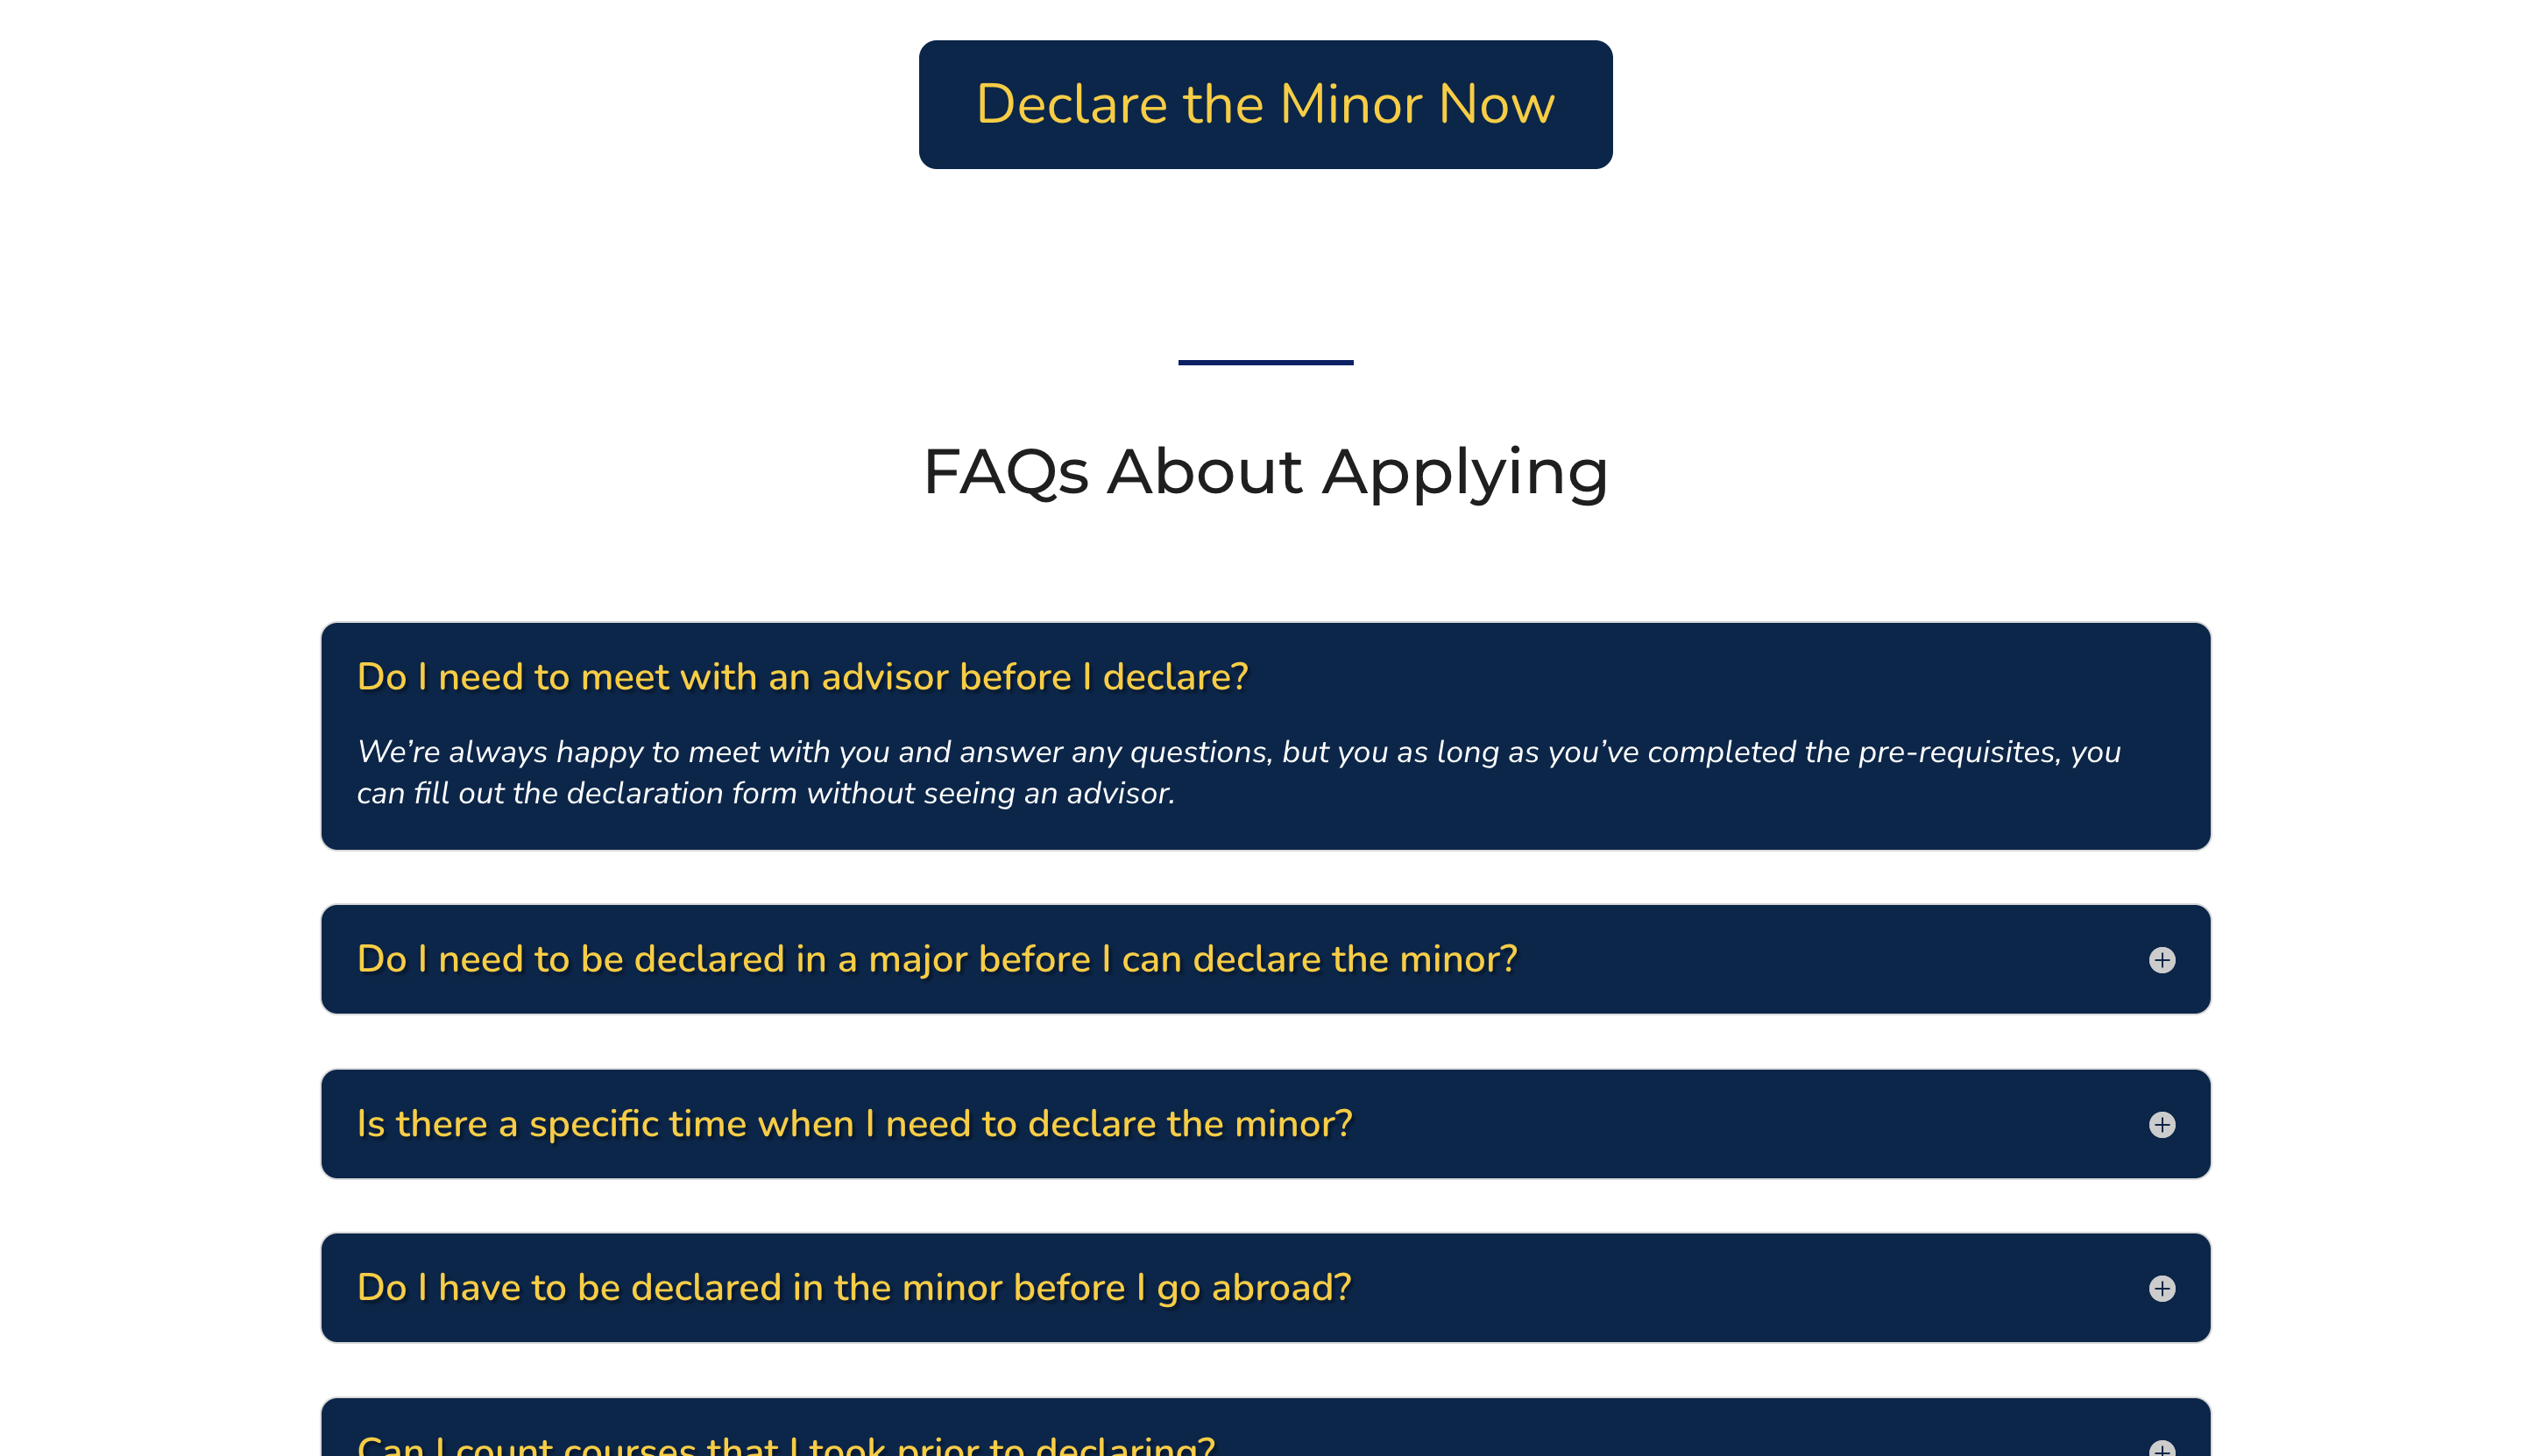 Declare the Minor Now
FAQs About Applying
Do I need to meet with an advisor before I declare?
We’re always happy to meet with you and answer any questions, but you as long as you’ve completed the pre-requisites, you
can fill out the declaration form without seeing an advisor.
Do I need to be declared in a major before I can declare the minor?
Is there a specific time when I need to declare the minor?
Do I have to be declared in the minor before I go abroad?
Can I count courses that I took prior to declaring?